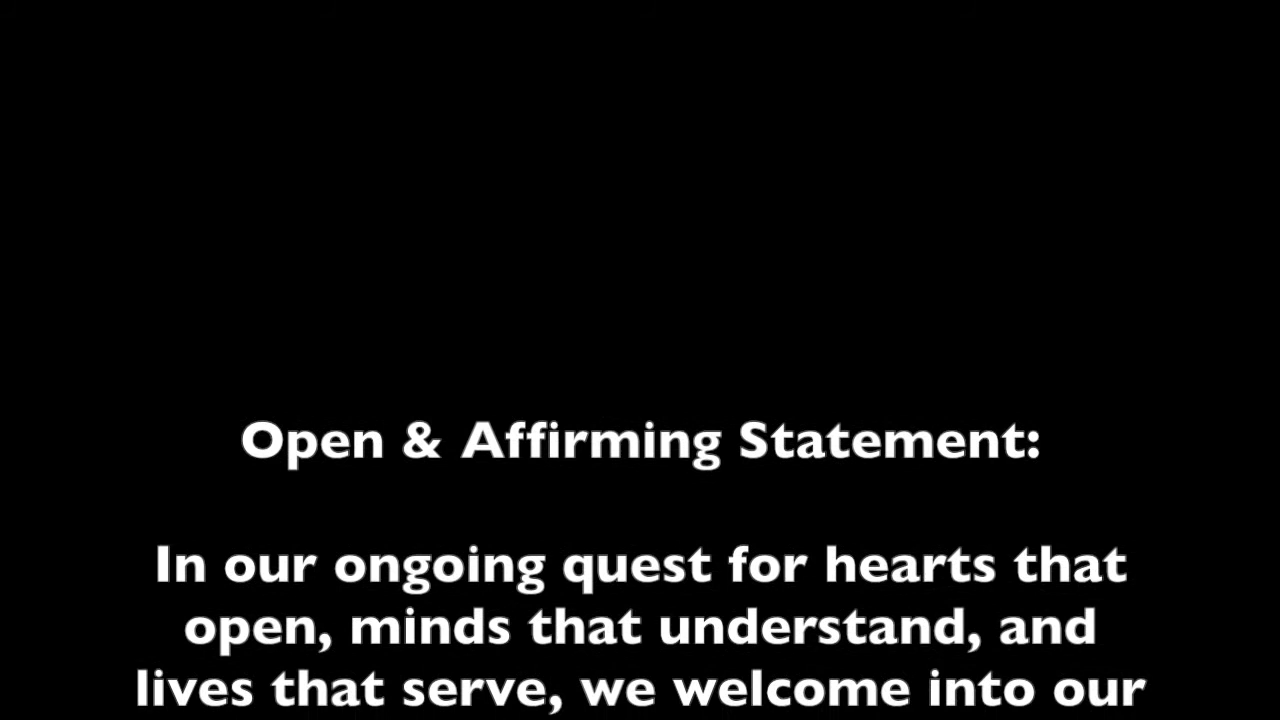 Open & Affirming Statement:
In our ongoing quest for hearts that
open, minds that understand, and
lives that serve, we welcome into our